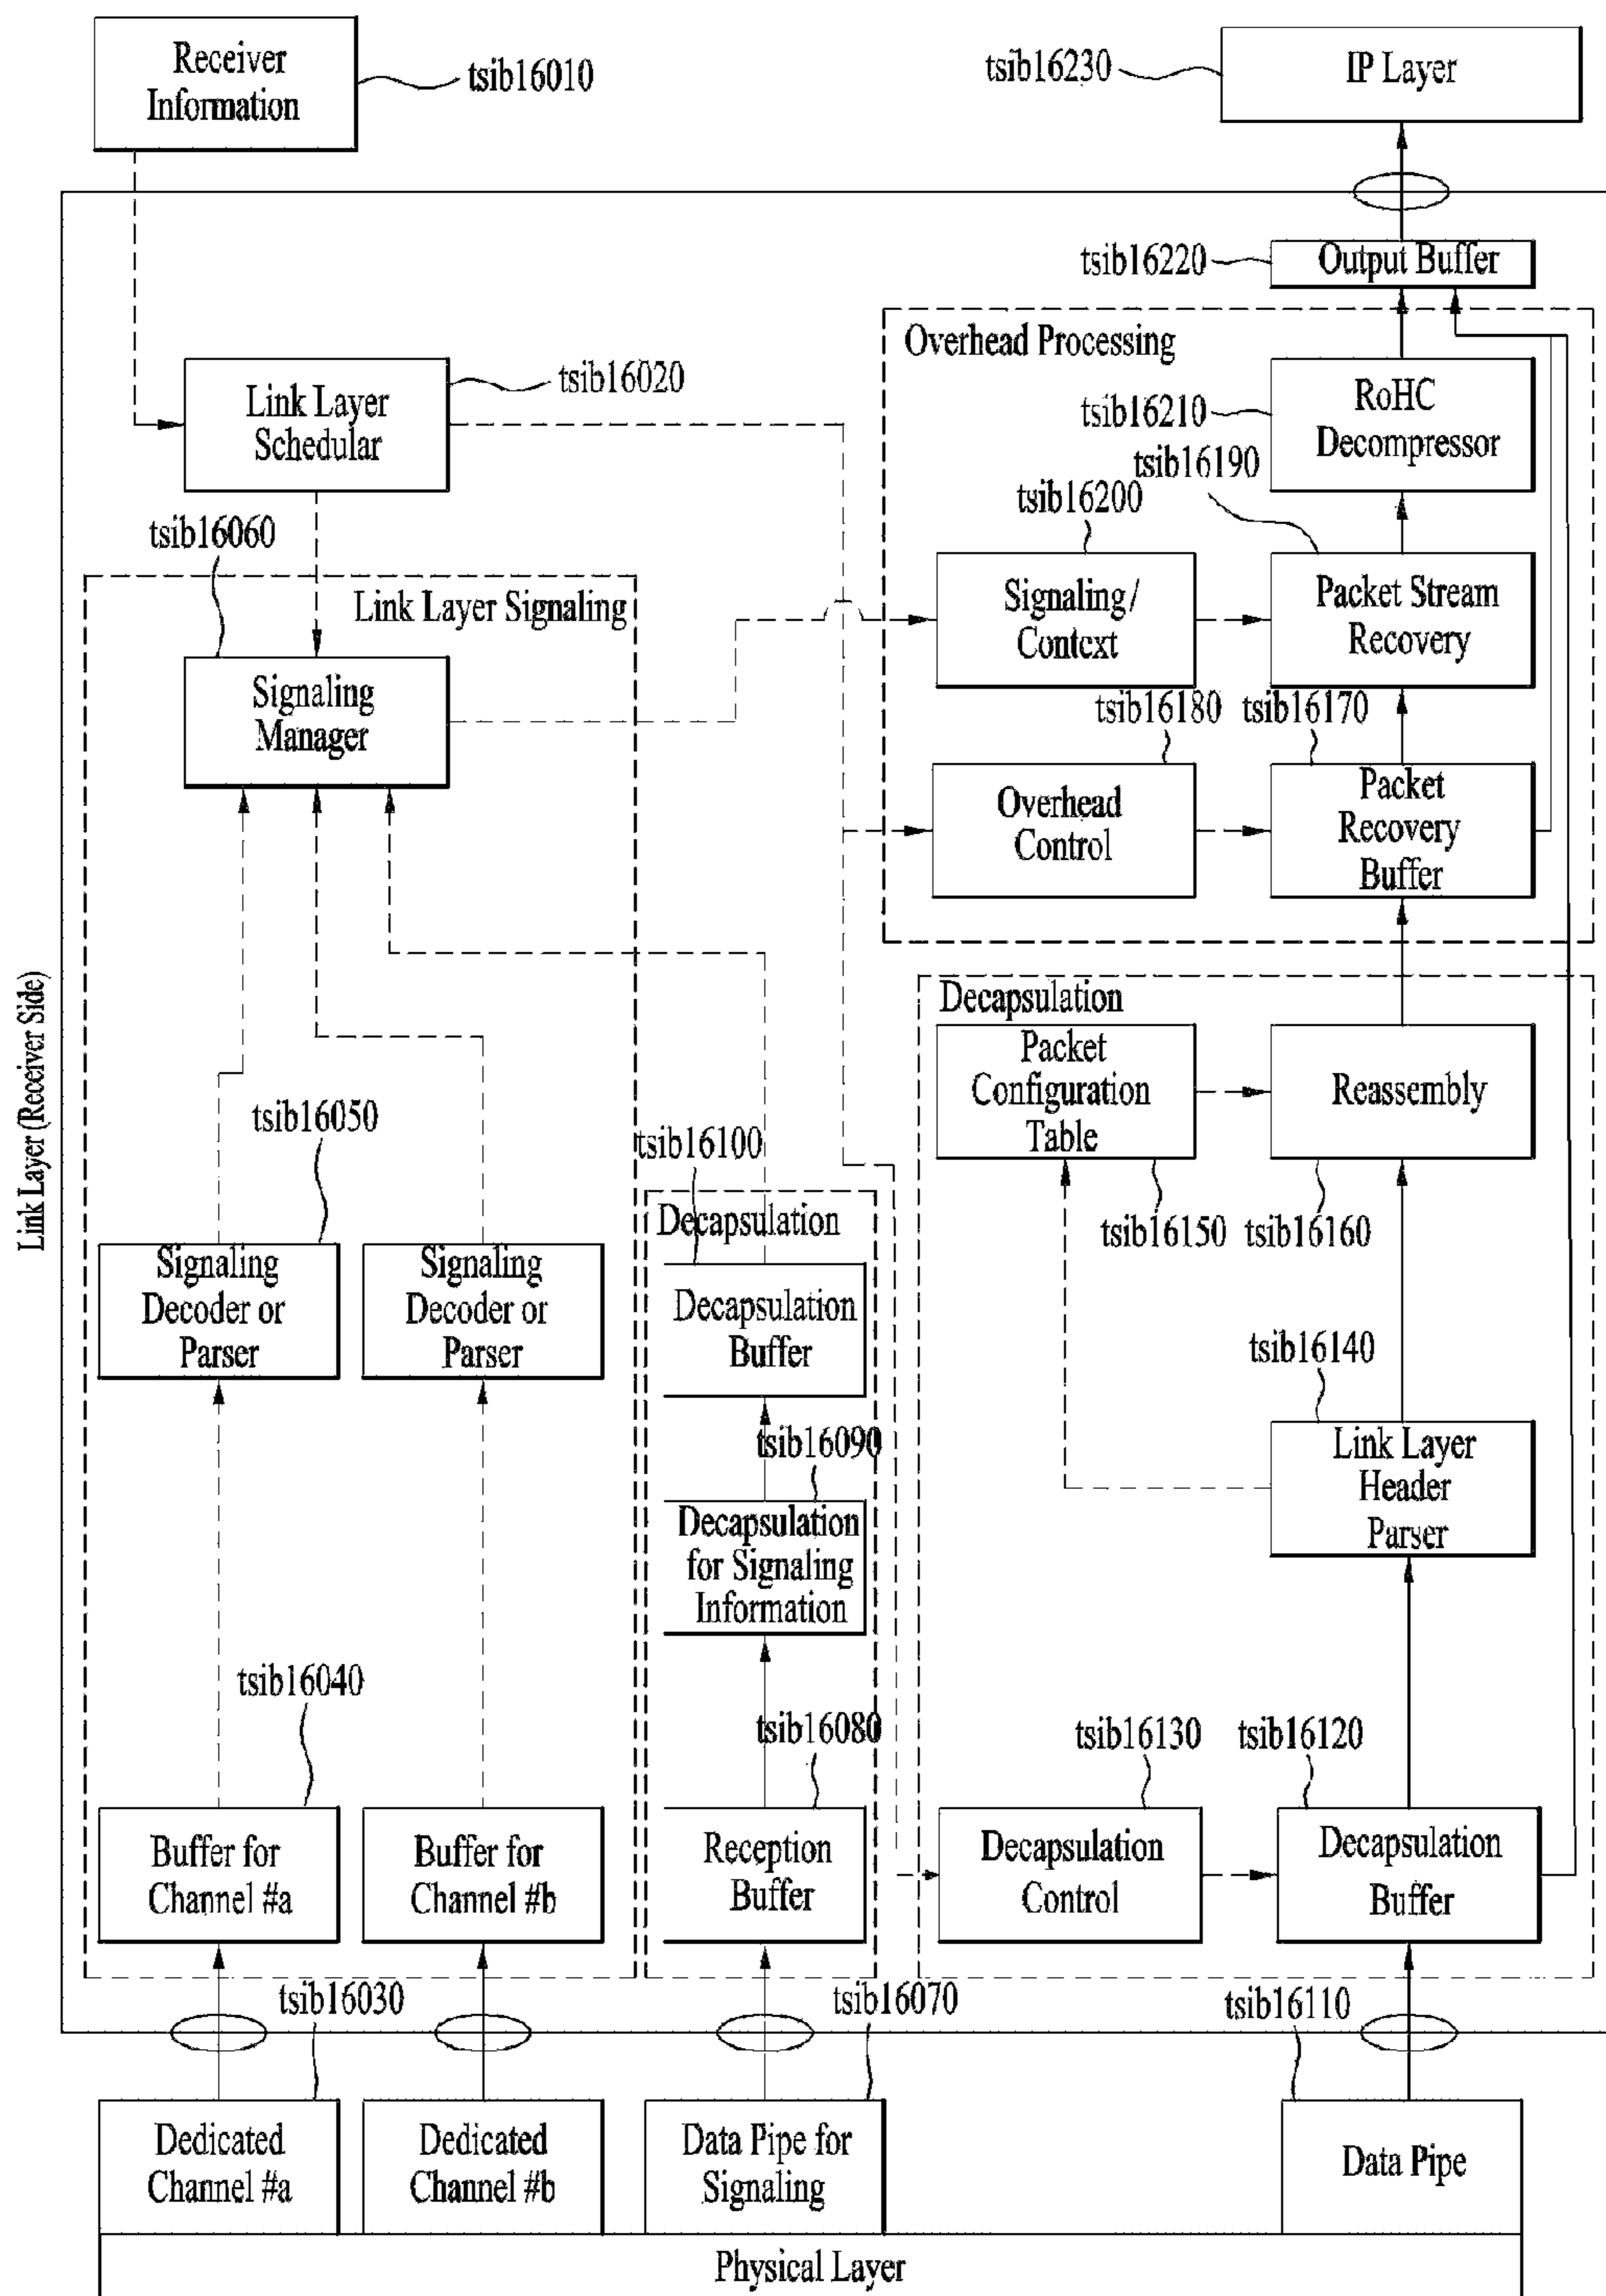 Receiver
Information
tsib16010
tsib16230
IP Layer
tsib16220
Output Buffer
Overhead Processing
Link Layer
Schedular
tsib16020
tsib16210
RoHC
Decompressor
tsib16190
tsib16200
tsib16060
Link Layer Signaling
Signaling/
Context
Packet Stream
Recovery
Signaling
Manager
tsib16180
tsib16170
Overhead
Control
Packet
Recovery
Buffer
Link Layer (Receiver Side)
Decapsulation
Packet
Configuration
Table
Reassembly
tsib16050
tsib16100
tsib16150
tsib16160
Decapsulation
Signaling
Decoder or
Parser
Signaling
Decoder or
Parser
Decapsulation
Buffer
tsib16140
tsib16090
Link Layer
Header
Parser
Decapsulation
for Signaling
Information
tsib16040
tsib16080
tsib16130
tsib16120
Buffer for
Channel #a
Buffer for
Channel #b
Reception
Buffer
Decapsulation
Control
Decapsulation
Buffer
tsib16030
tsib16070
tsib16110
Dedicated
Channel #a
Dedicated
Channel #b
Data Pipe for
Signaling
Data Pipe
Physical Layer